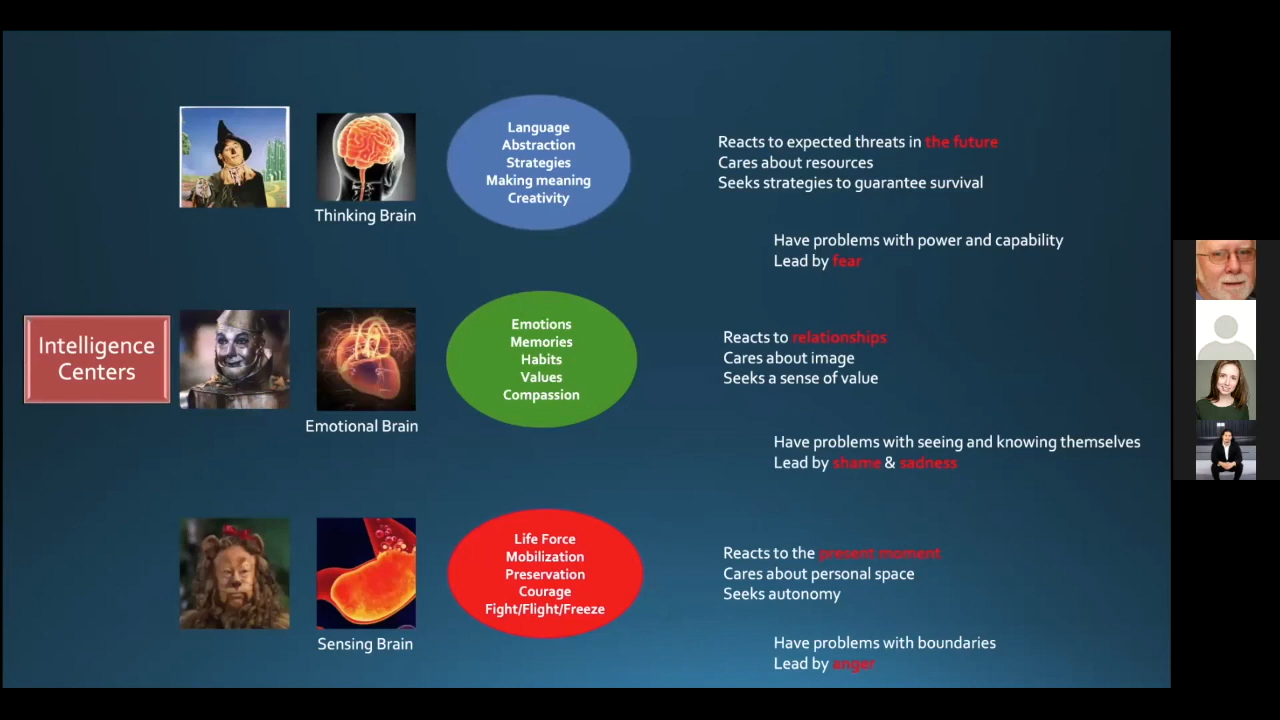 Language
Abstraction
Strategies
Making meaning
Creativity
Reacts to expected threats in the future
Cares about resources
Seeks strategies to guarantee survival
Thinking Brain
Have problems with power and capability
Lead by fear
Intelligence
Centers
Emotions
Memories
Habits
Values
Compassion
Reacts to relationships
Cares about image
Seeks a sense of value
Emotional Brain
Have problems with seeing and knowing themselves
Lead by shame & sadness
Life Force
Mobilization
Preservation
Courage
Fight/Flight/Freeze
Reacts to the present moment
Cares about personal space
Seeks autonomy
Sensing Brain
Have problems with boundaries
Lead by anger